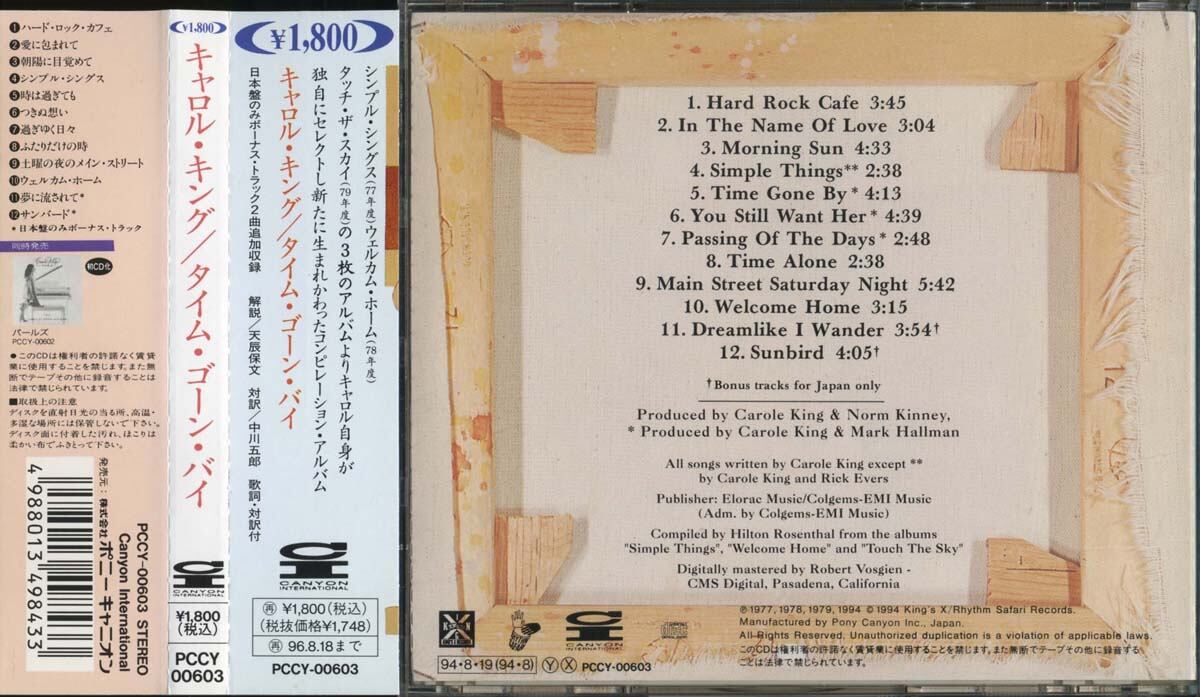 ❶ハード・ロック・カフェ
❷愛に包まれて
❸朝陽に目覚めて
❹シンプル・シングス
❺時は過ぎても
❻つきぬ想い
❼過ぎゆく日々
❽ふたりだけの時
❾土曜の夜のメイン・ストリート
❿ウェルカム・ホーム
⓫夢に流されて*
⓬サンバード*
*日本盤のみボーナス・トラック
同時発売
初CD化
パールズ
PCCY-00602
●このCDは権利者の許諾なく賃貸
業に使用することを禁じます。また無
断でテープその他に録音することは
法律で禁じられています。
■取扱上の注意
ディスクを直射日光の当る所、高温・
多湿な場所には保管しないで下さい。
ディスク面に付着した汚れ、ほこりは
柔かい布でふきとって下さい。
4 988013 498433
発売元:株式会社ポニーキャニオン
Canyon International
PCCY-00603 STEREO
¥1,800
キャロル・キング/タイム・ゴーン・バイ
CANYON
INTERNATIONAL
¥1,800
(税込)
PCCY
00603
¥1,800
シンプル・シングス(77年度)ウェルカム・ホーム(78年度)
タッチ・ザ・スカイ(79年度)の3枚のアルバムよりキャロル自身が
独自にセレクトし新たに生まれかわったコンピレーション・アルバム
キャロル・キング/タイム・ゴーン・バイ
日本盤のみボーナス・トラック2曲追加収録 解説/天辰保文 対訳/中川五郎 歌詞・対訳付
CANYON
INTERNATIONAL
再 ¥1,800(税込)
(税抜価格¥1,748)
再 96.8.18まで
PCCY-00603
1. Hard Rock Cafe 3:45
2. In The Name Of Love 3:04
3. Morning Sun 4:33
4. Simple Things** 2:38
5. Time Gone By* 4:13
6. You Still Want Her* 4:39
7. Passing Of The Days* 2:48
8. Time Alone 2:38
9. Main Street Saturday Night 5:42
10. Welcome Home 3:15
11. Dreamlike I Wander 3:54†
12. Sunbird 4:05†
†Bonus tracks for Japan only
Produced by Carole King & Norm Kinney,
* Produced by Carole King & Mark Hallman
All songs written by Carole King except **
by Carole King and Rick Evers
Publisher: Elorac Music/Colgems-EMI Music
(Adm. by Colgems-EMI Music)
Compiled by Hilton Rosenthal from the albums
"Simple Things", "Welcome Home" and "Touch The Sky"
Digitally mastered by Robert Vosgien -
CMS Digital, Pasadena, California
CANYON
INTERNATIONAL
℗1977, 1978, 1979, 1994 © 1994 King's X/Rhythm Safari Records.
Manufactured by Pony Canyon Inc., Japan.
All Rights Reserved. Unauthorized duplication is a violation of applicable laws.
このCDは権利者の許諾なく賃貸業に使用することを禁じます。また無断でテープその他に録音する
ことは法律で禁じられています。
94・8・19(94・8) Y X PCCY-00603